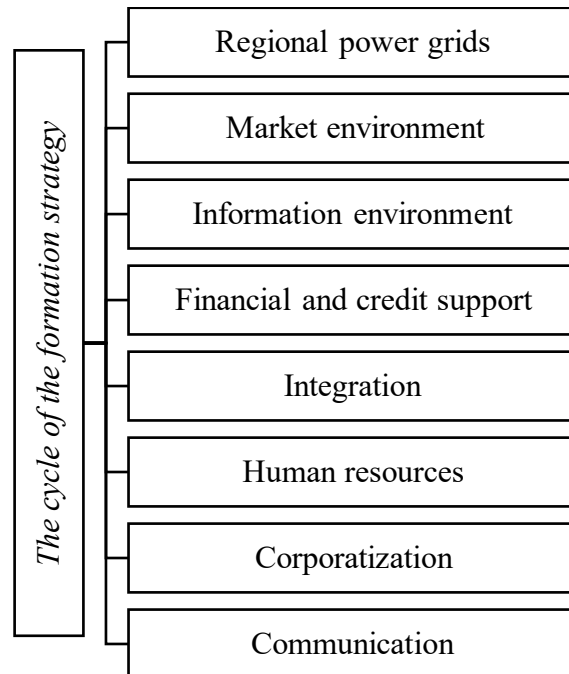 The cycle of the formation strategy
Regional power grids
Market environment
Information environment
Financial and credit support
Integration
Human resources
Corporatization
Communication